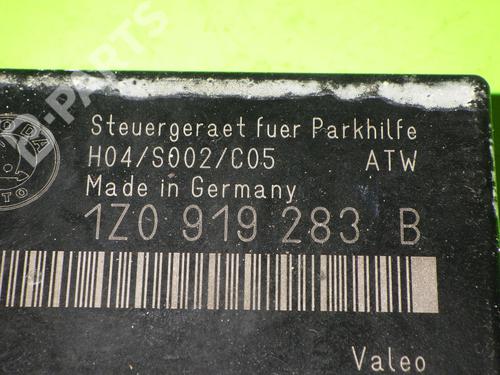 Steuergeraet fuer Parkhilfe
H04/S002/C05 ATW
Made in Germany
1Z0 919 283 B
Valeo